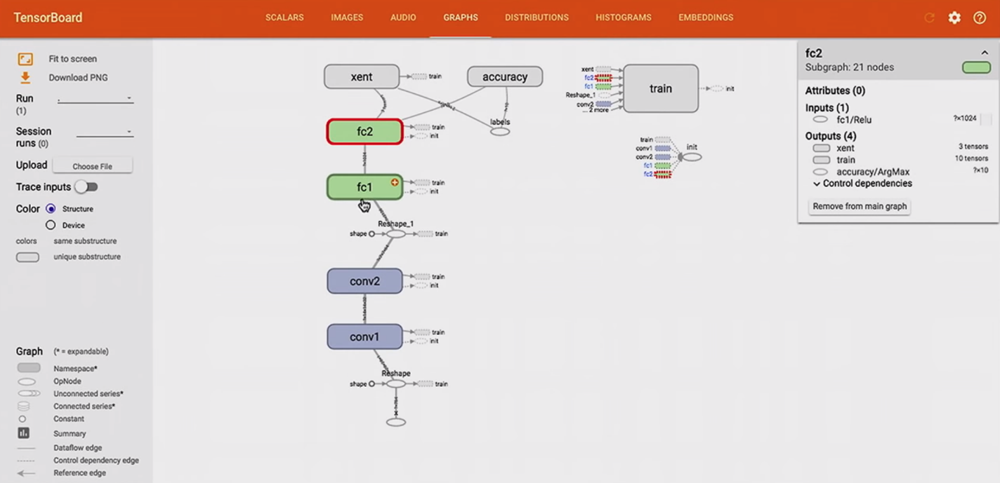 TensorBoard
SCALARS
IMAGES
AUDIO
GRAPHS
DISTRIBUTIONS
HISTOGRAMS
EMBEDDINGS
Fit to screen
Download PNG
Run
(1)
.
Session
runs (0)
Upload
Choose File
Trace inputs
Color
Structure
Device
colors
same substructure
unique substructure
Graph
(* = expandable)
Namespace*
OpNode
Unconnected series*
Connected series*
Constant
Summary
Dataflow edge
Control dependency edge
Reference edge
xent
train
accuracy
labels
fc2
train
init
fc1
train
init
Reshape_1
shape
train
conv2
train
init
conv1
train
init
Reshape
shape
train
xent
fc2
fc1
Reshape_1
conv2
... 2 more
train
init
train
conv1
conv2
fc1
fc2
init
fc2
Subgraph: 21 nodes
Attributes (0)
Inputs (1)
fc1/Relu
?×1024
Outputs (4)
xent
3 tensors
train
10 tensors
accuracy/ArgMax
?×10
Control dependencies
Remove from main graph